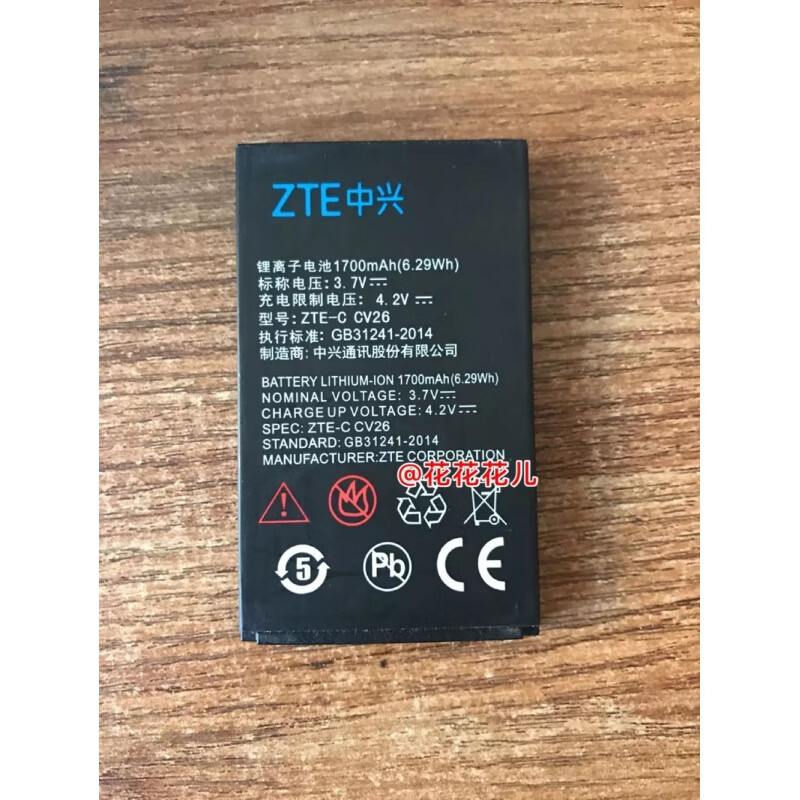 ZTE中兴
锂离子电池1700mAh(6.29Wh)
标称电压: 3.7V⎓
充电限制电压: 4.2V⎓
型号: ZTE-C CV26
执行标准: GB31241-2014
制造商: 中兴通讯股份有限公司
BATTERY LITHIUM-ION 1700mAh(6.29Wh)
NOMINAL VOLTAGE: 3.7V⎓
CHARGE UP VOLTAGE: 4.2V⎓
SPEC: ZTE-C CV26
STANDARD: GB31241-2014
MANUFACTURER:ZTE CORPORATION
@花花花儿
5 Pb CE